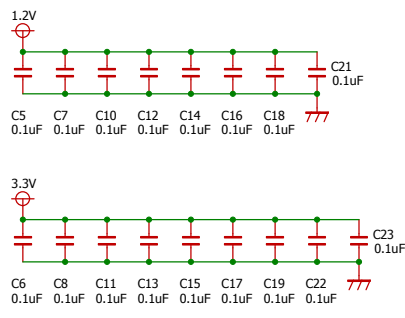 1.2V
C21
0.1uF
C5 C7 C10 C12 C14 C16 C18
0.1uF 0.1uF 0.1uF 0.1uF 0.1uF 0.1uF 0.1uF
3.3V
C23
0.1uF
C6 C8 C11 C13 C15 C17 C19 C22
0.1uF 0.1uF 0.1uF 0.1uF 0.1uF 0.1uF 0.1uF 0.1uF